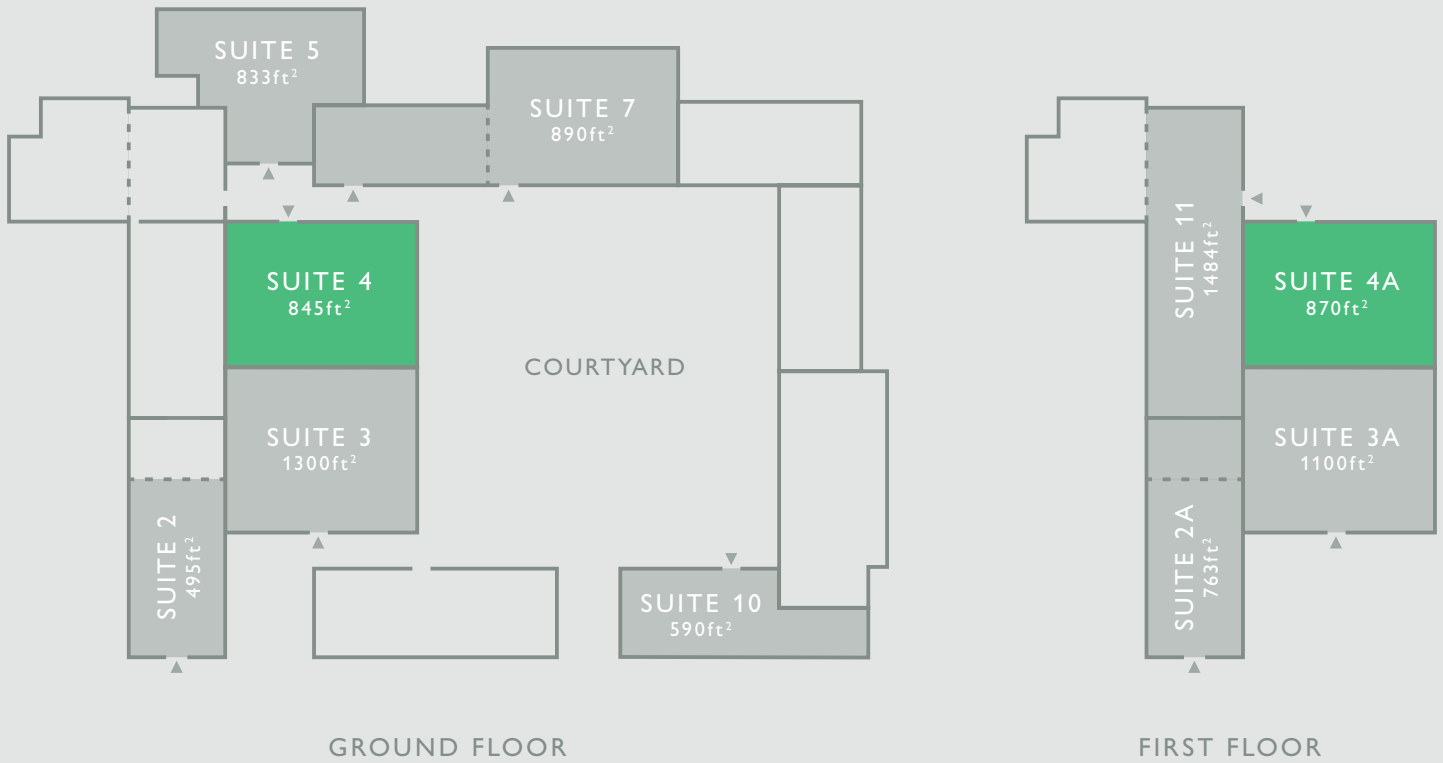 SUITE 5
833ft²
SUITE 7
890ft²
SUITE 4
845ft²
COURTYARD
SUITE 3
1300ft²
SUITE 2
495ft²
SUITE 10
590ft²
GROUND FLOOR
SUITE 11
1484ft²
SUITE 4A
870ft²
SUITE 3A
1100ft²
SUITE 2A
763ft²
FIRST FLOOR